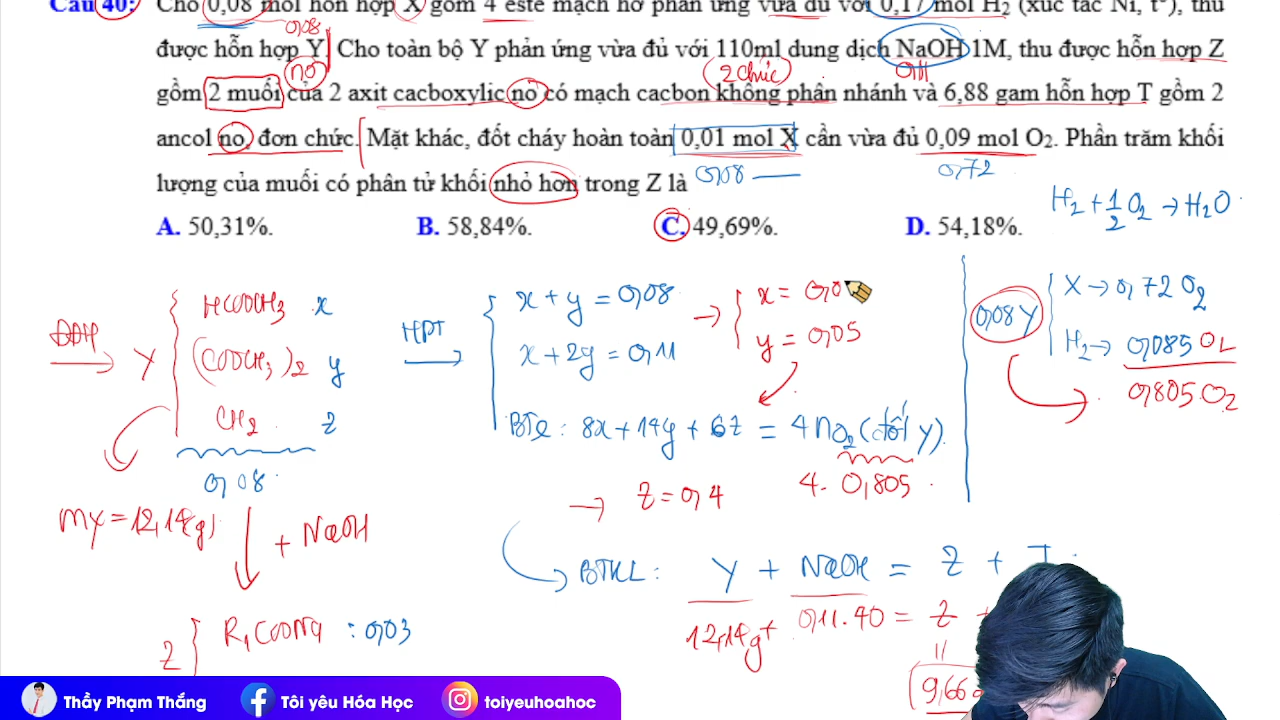 Câu 40: Cho 0,08 mol hỗn hợp X gồm 4 este mạch hở phản ứng vừa đủ với 0,17 mol H2 (xúc tác Ni, t°), thu
0,08
được hỗn hợp Y. Cho toàn bộ Y phản ứng vừa đủ với 110ml dung dịch NaOH 1M, thu được hỗn hợp Z
no 2 chức
gồm 2 muối của 2 axit cacboxylic no có mạch cacbon không phân nhánh và 6,88 gam hỗn hợp T gồm 2
ancol no, đơn chức. Mặt khác, đốt cháy hoàn toàn 0,01 mol X cần vừa đủ 0,09 mol O2. Phần trăm khối
0,08 0,72
lượng của muối có phân tử khối nhỏ hơn trong Z là
H2 + 1/2 O2 → H2O
A. 50,31%. B. 58,84%. C. 49,69%. D. 54,18%.
ĐĐH → Y
HCOOCH3 x
(COOCH3)2 y
CH2 z
0,08
HPT →
x + y = 0,08
x + 2y = 0,11
→ x = 0,0
y = 0,05
BTe: 8x + 14y + 6z = 4 nO2 (đốt Y)
4. 0,805
→ z = 0,4
0,08 Y
X → 0,72 O2
H2 → 0,085 O2
0,805 O2
mY = 12,14(g)
+ NaOH
BTKL: Y + NaOH = Z + T
12,14g + 0,11.40 = Z +
9,66
Z R1COONa : 0,03
Thầy Phạm Thắng Tôi yêu Hóa Học toiyeuhoahoc